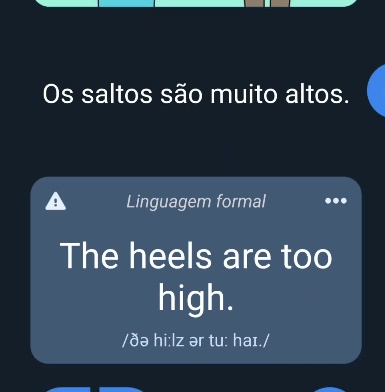 Os saltos são muito altos.
Linguagem formal
The heels are too
high.
/ðə hiːlz ər tuː haɪ./